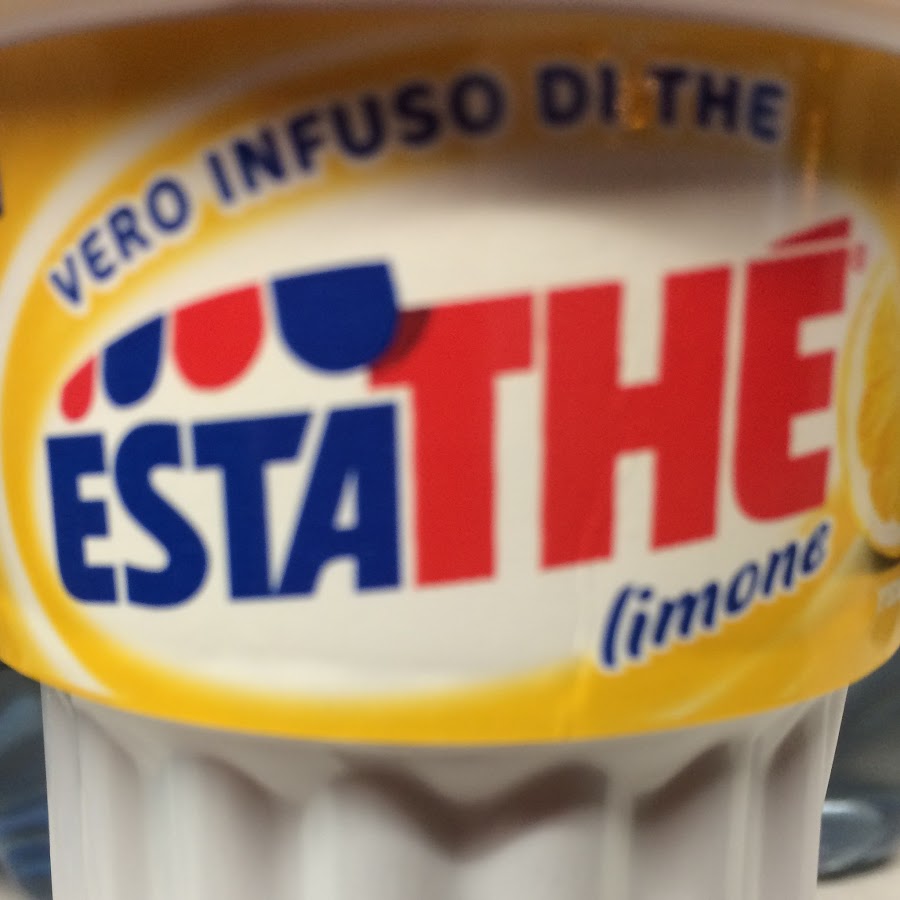 VERO INFUSO DI THE
ESTATHÉ®
limone